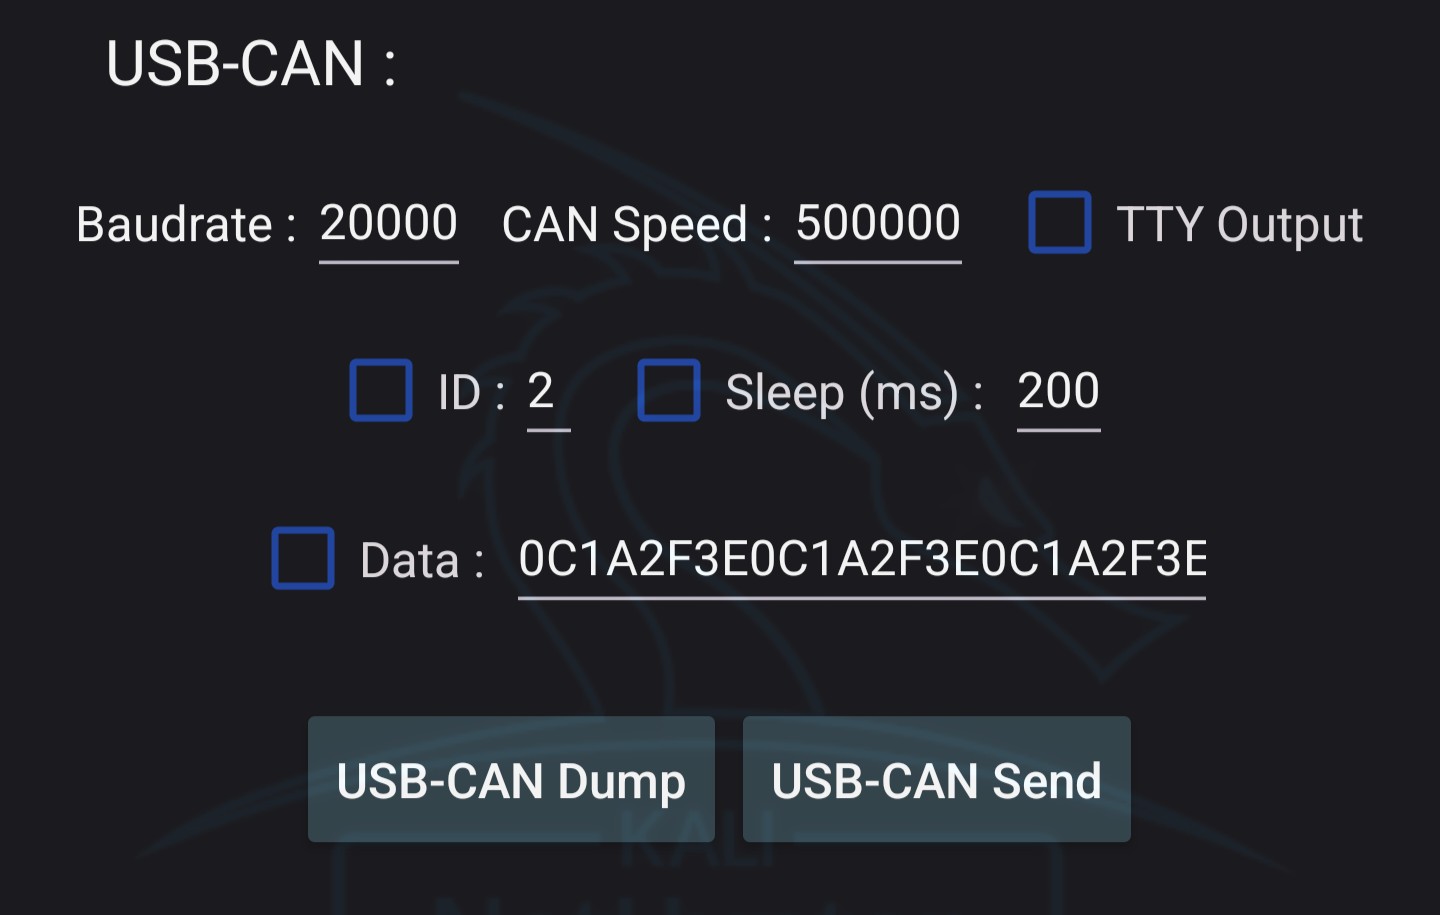 USB-CAN :
Baudrate : 20000 CAN Speed : 500000 TTY Output
ID : 2 Sleep (ms) : 200
Data : 0C1A2F3E0C1A2F3E0C1A2F3E
USB-CAN Dump USB-CAN Send
KALI